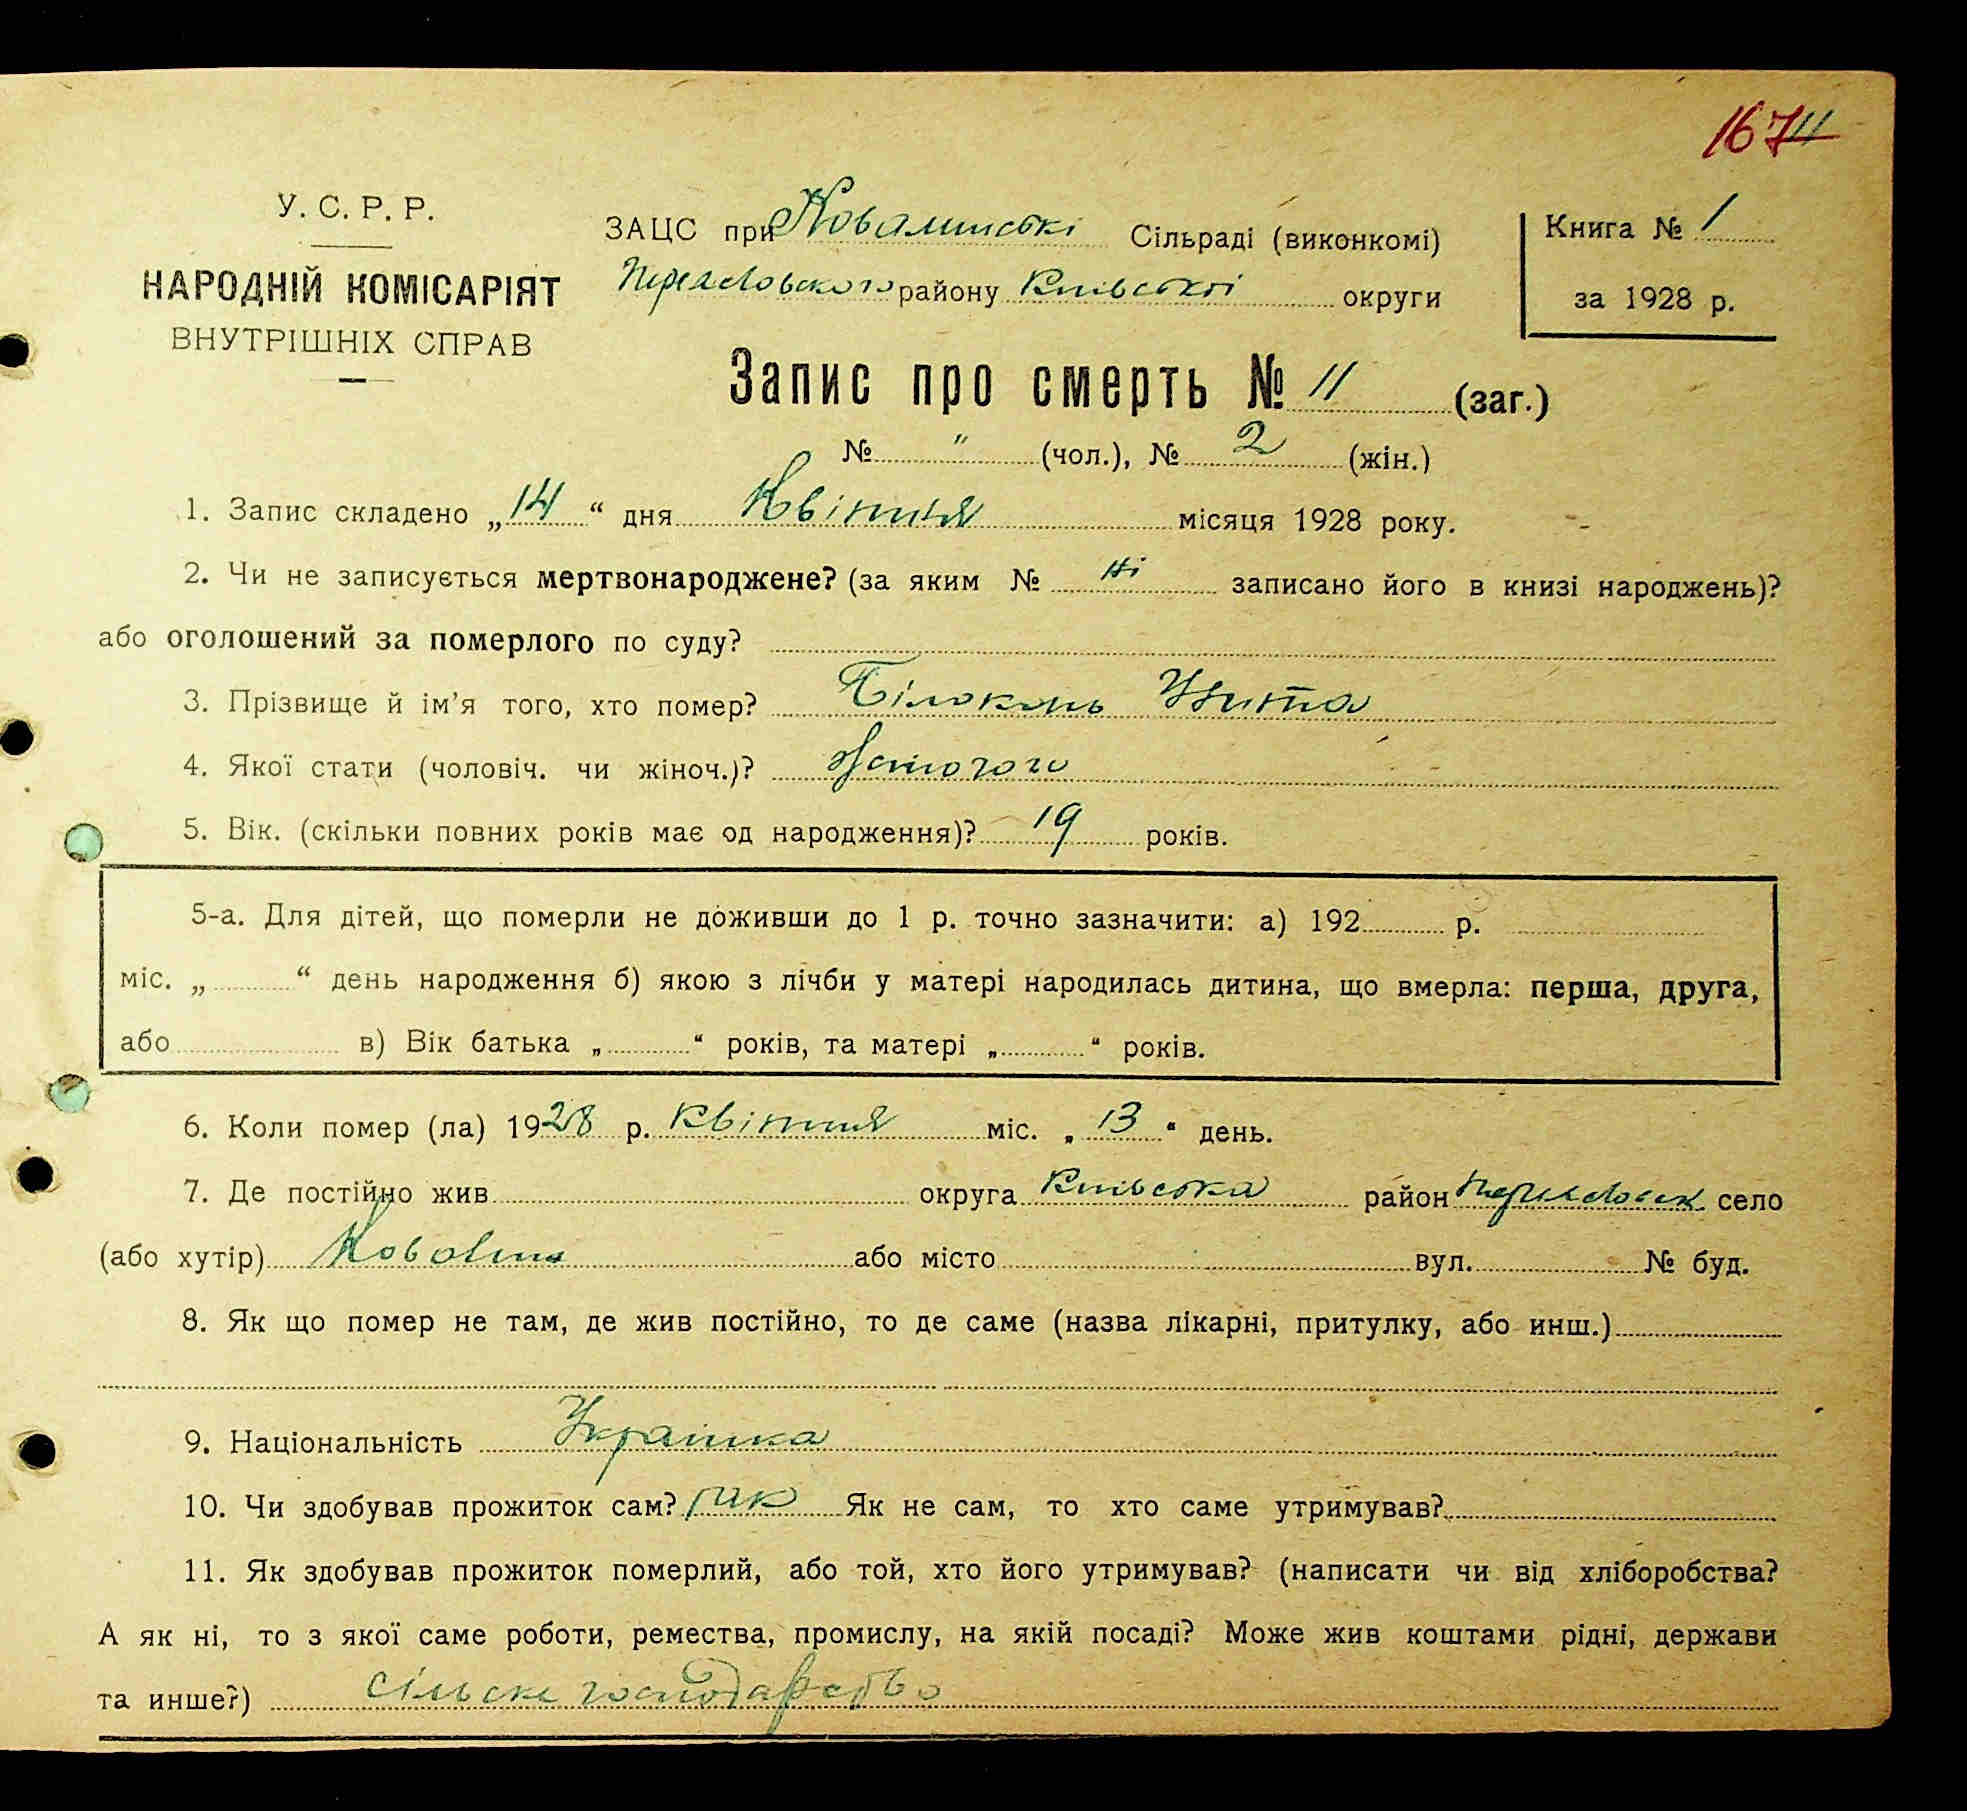 167 11
У. С. Р. Р.
НАРОДНІЙ КОМІСАРІЯТ
ВНУТРІШНІХ СПРАВ
ЗАЦС при Ковалинські Сільраді (виконкомі)
Переясловского району Київської округи
Книга № 1
за 1928 р.
Запис про смерть № 11 (заг.)
№ " (чол.), № 2 (жін.)
1. Запис складено „14“ дня Квітня місяця 1928 року.
2. Чи не записується мертвонароджене? (за яким № ні записано його в книзі народжень)?
або оголошений за померлого по суду?
3. Прізвище й ім’я того, хто помер? Білоконь
4. Якої стати (чоловіч. чи жіноч.)? Жіночого
5. Вік. (скільки повних років має од народження)? 19 років.
5-а. Для дітей, що померли не доживши до 1 р. точно зазначити: а) 192 р.
міс. „ “ день народження б) якою з лічби у матері народилась дитина, що вмерла: перша, друга,
або в) Вік батька „ “ років, та матері „ “ років.
6. Коли помер (ла) 1928 р. Квітня міс. „13“ день.
7. Де постійно жив округа Київська район Переясловск село
(або хутір) Ковалин або місто вул. № буд.
8. Як що помер не там, де жив постійно, то де саме (назва лікарні, притулку, або инш.)
9. Національність Українка
10. Чи здобував прожиток сам? так Як не сам, то хто саме утримував?
11. Як здобував прожиток померлий, або той, хто його утримував? (написати чи від хліборобства?
А як ні, то з якої саме роботи, ремества, промислу, на якій посаді? Може жив коштами рідні, держави
та инше?) сільске господарство